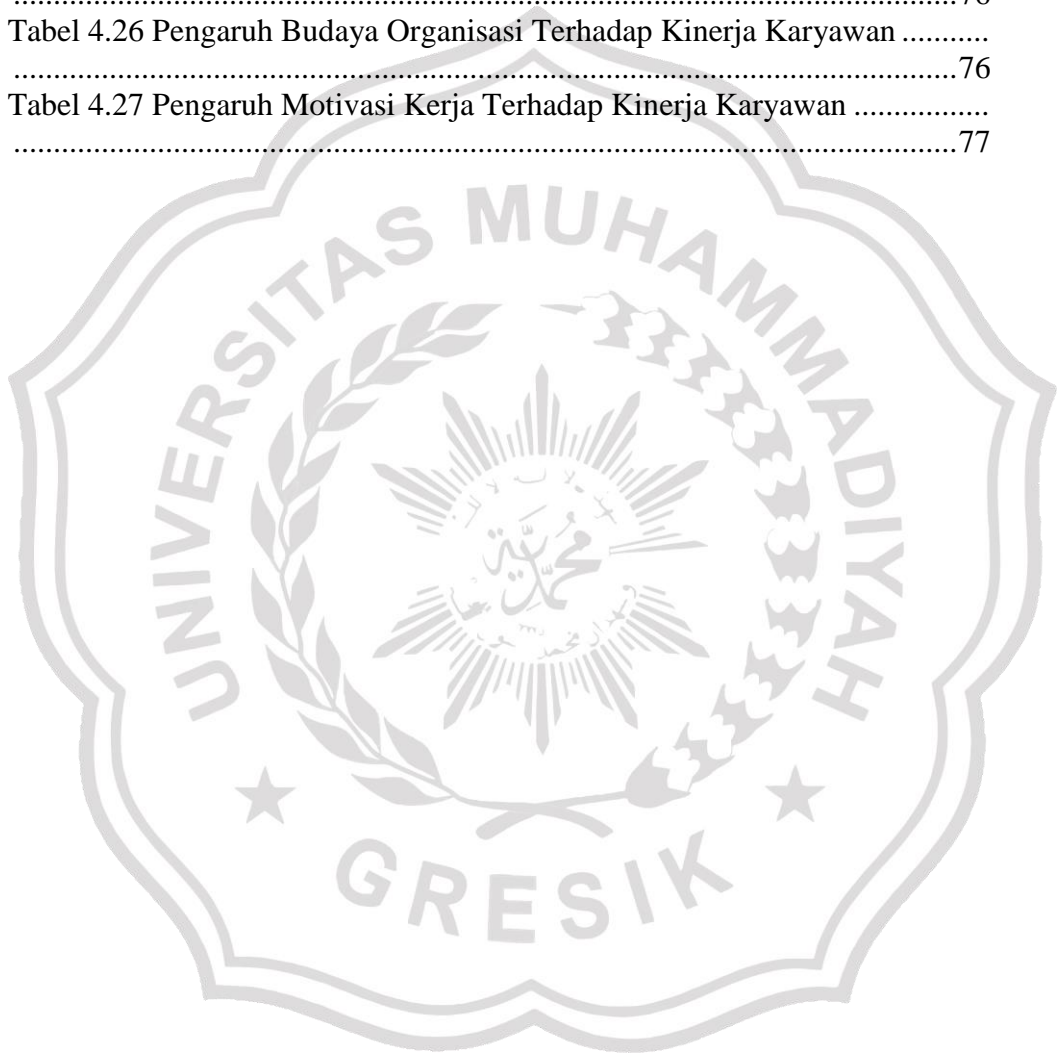 Tabel 4.26 Pengaruh Budaya Organisasi Terhadap Kinerja Karyawan ...........
....................................................................................................................76
Tabel 4.27 Pengaruh Motivasi Kerja Terhadap Kinerja Karyawan .................
....................................................................................................................77
UNIVERSITAS MUHAMMADIYAH
GRESIK